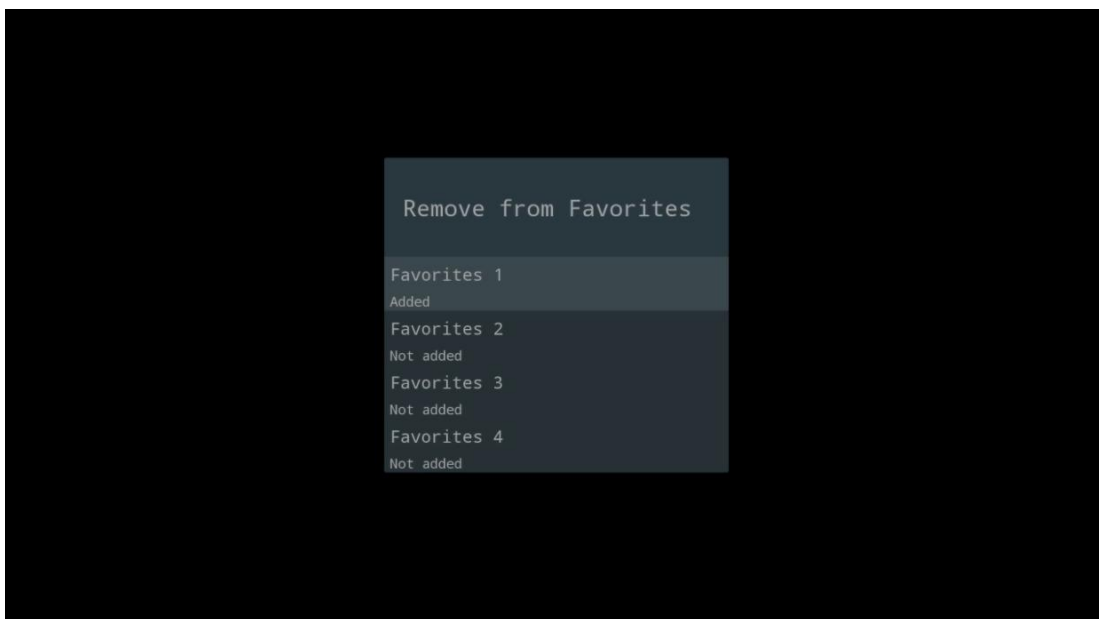 Remove from Favorites
Favorites 1
Added
Favorites 2
Not added
Favorites 3
Not added
Favorites 4
Not added